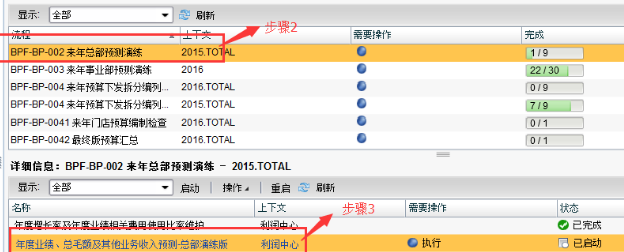 显示: 全部 刷新
步骤2
流程 上下文 需要操作 完成
BPF-BP-002 来年总部预测演练 2015.TOTAL 1 / 9
BPF-BP-003 来年事业部预测演练 2016 22 / 30
BPF-BP-004 来年预算下发拆分编列... 2016.TOTAL 0 / 9
BPF-BP-004 来年预算下发拆分编列... 2015.TOTAL 7 / 9
BPF-BP-0041 来年门店预算编制检查 2016.TOTAL 0 / 1
BPF-BP-0042 最终版预算汇总 2016.TOTAL 0 / 1
详细信息: BPF-BP-002 来年总部预测演练 - 2015.TOTAL
显示: 全部 启动 操作 重启 刷新
步骤3
名称 上下文 需要操作 状态
年度增长率及年度业绩相关费用使用比率维护 利润中心 已完成
年度业绩、总毛额及其他业务收入预测-总部演练版 利润中心 执行 已启动